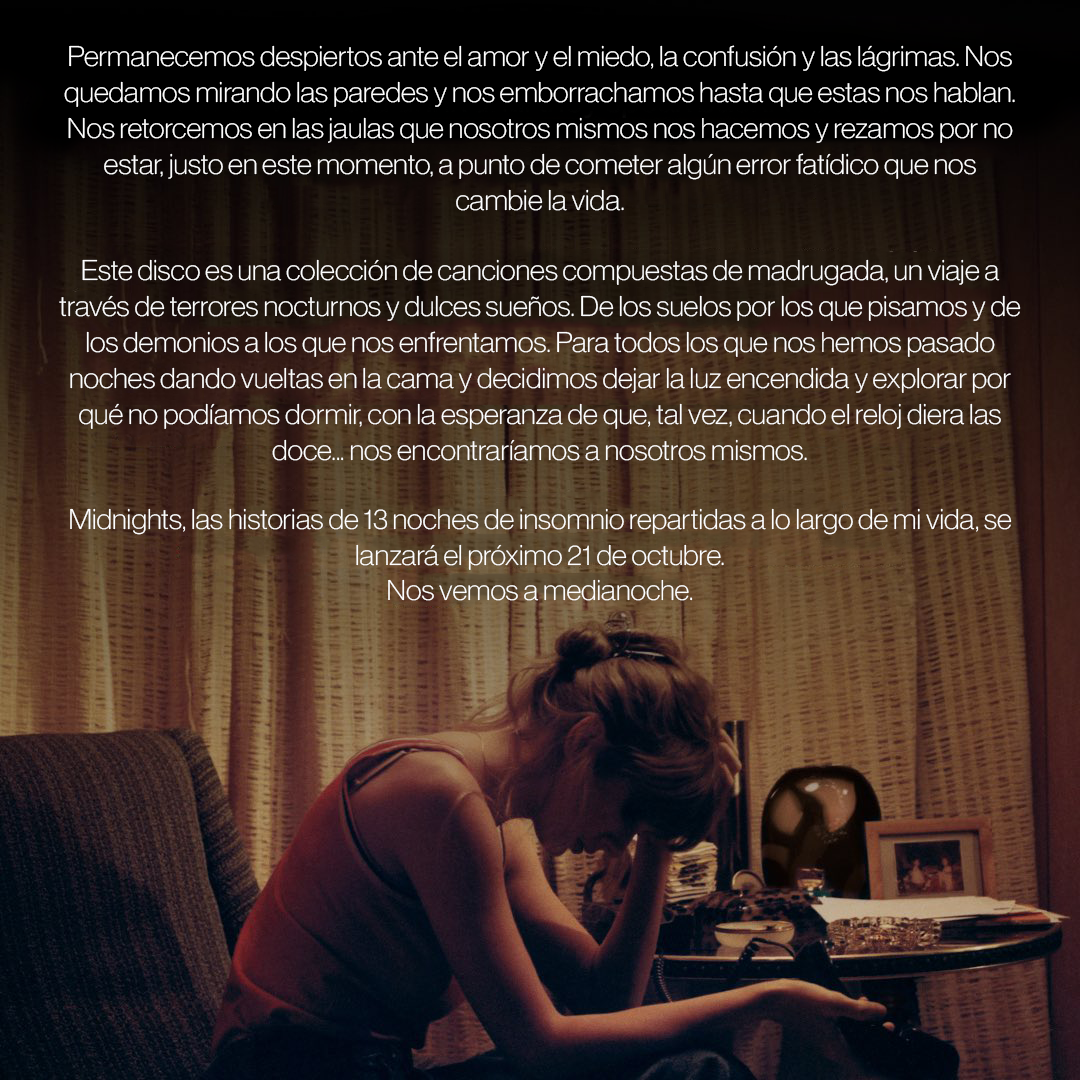 Permanecemos despiertos ante el amor y el miedo, la confusión y las lágrimas. Nos
quedamos mirando las paredes y nos emborrachamos hasta que estas nos hablan.
Nos retorcemos en las jaulas que nosotros mismos nos hacemos y rezamos por no
estar, justo en este momento, a punto de cometer algún error fatídico que nos
cambie la vida.
Este disco es una colección de canciones compuestas de madrugada, un viaje a
través de terrores nocturnos y dulces sueños. De los suelos por los que pisamos y de
los demonios a los que nos enfrentamos. Para todos los que nos hemos pasado
noches dando vueltas en la cama y decidimos dejar la luz encendida y explorar por
qué no podíamos dormir, con la esperanza de que, tal vez, cuando el reloj diera las
doce... nos encontraríamos a nosotros mismos.
Midnights, las historias de 13 noches de insomnio repartidas a lo largo de mi vida, se
lanzará el próximo 21 de octubre.
Nos vemos a medianoche.